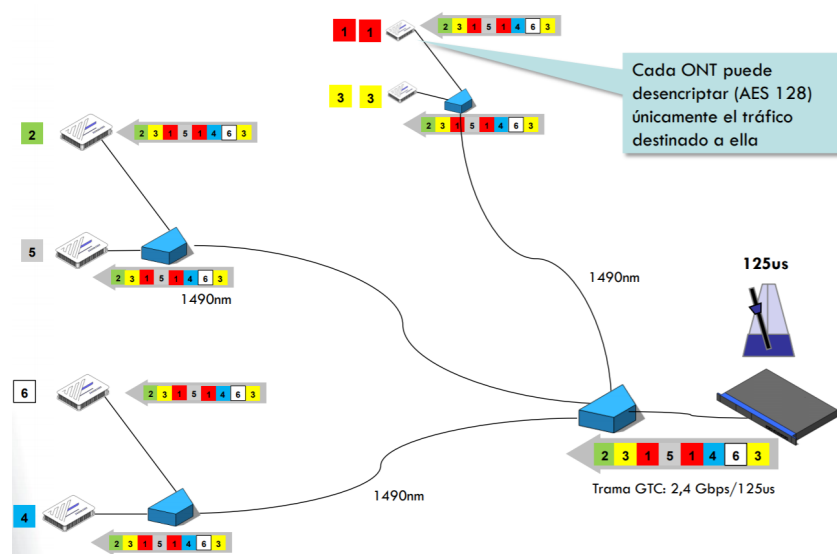 1 1
2 3 1 5 1 4 6 3
3 3
2 3 1 5 1 4 6 3
Cada ONT puede
desencriptar (AES 128)
únicamente el tráfico
destinado a ella
2
2 3 1 5 1 4 6 3
5
2 3 1 5 1 4 6 3
1490nm
1490nm
125us
6
2 3 1 5 1 4 6 3
2 3 1 5 1 4 6 3
Trama GTC: 2,4 Gbps/125us
1490nm
4
2 3 1 5 1 4 6 3